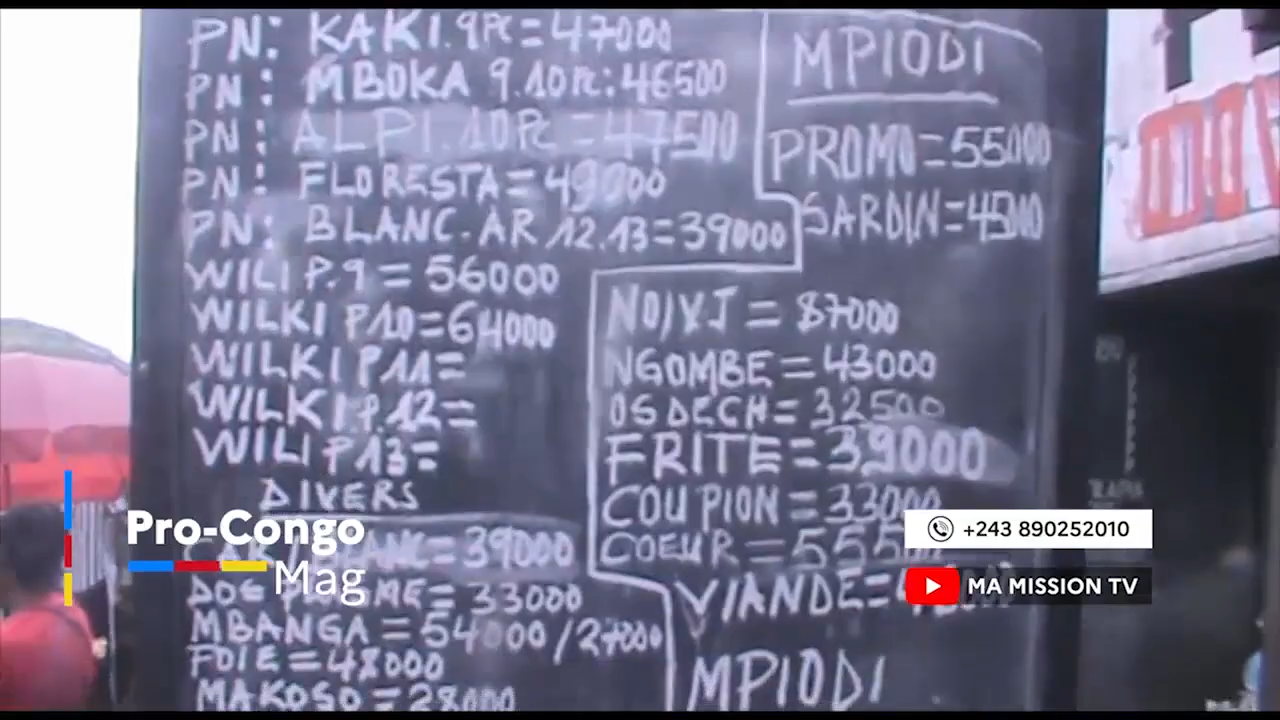 PN: KAKI.9PC=47000
PN: MBOKA 9.10PC:46500
PN: ALPI.10PC=47500
PN: FLORESTA=49000
PN: BLANC.AR 12.13=39000
WILI P.9=56000
WILKI P10=64000
WILKI P11=
WILKI P.12=
WILI P13=
DIVERS
=39000
=33000
MBANGA=54000/27000
FOIE=48000
MAKOSO=28000
MPIODI
PROMO=55000
SARDIN=45000
=87000
NGOMBE=43000
OS DECH=32500
FRITE=39000
COUPION=33000
COEUR=
VIANDE=
MPIODI
Pro-Congo
Mag
+243 890252010
MA MISSION TV